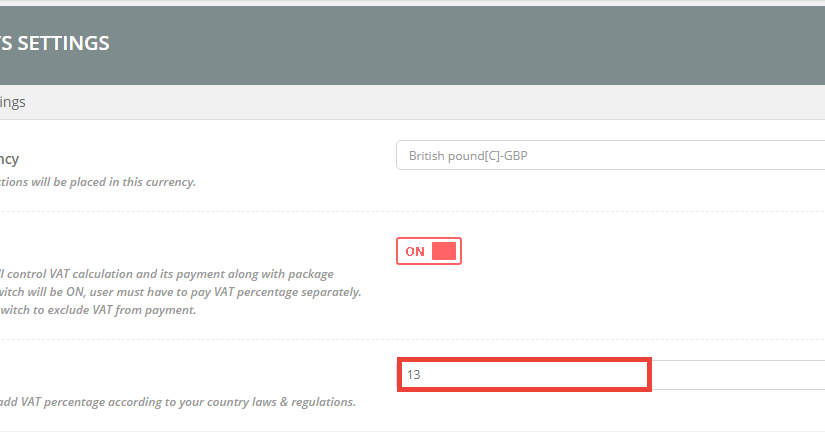 S SETTINGS
ings
ncy
British pound[C]-GBP
ctions will be placed in this currency.
ON
ll control VAT calculation and its payment along with package
witch will be ON, user must have to pay VAT percentage separately.
witch to exclude VAT from payment.
13
add VAT percentage according to your country laws & regulations.